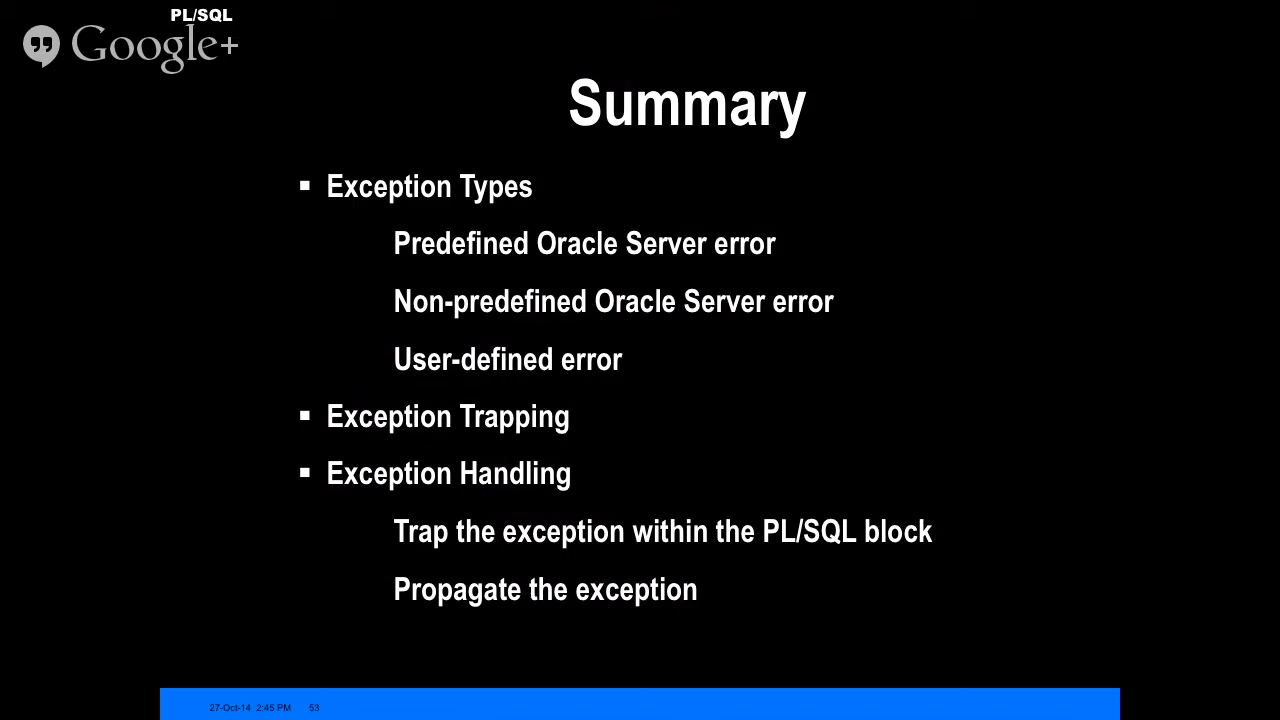 PL/SQL
Google+
Summary
▪ Exception Types
Predefined Oracle Server error
Non-predefined Oracle Server error
User-defined error
▪ Exception Trapping
▪ Exception Handling
Trap the exception within the PL/SQL block
Propagate the exception
27-Oct-14 2:45 PM 53